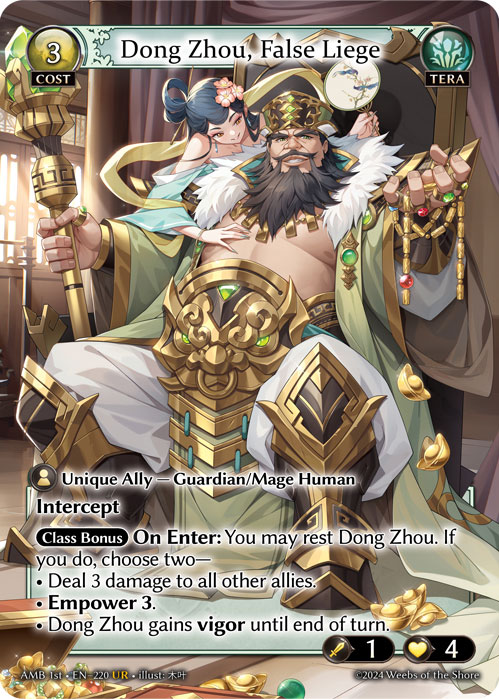 3
COST
Dong Zhou, False Liege
TERA
Unique Ally — Guardian/Mage Human
Intercept
Class Bonus On Enter: You may rest Dong Zhou. If
you do, choose two—
• Deal 3 damage to all other allies.
• Empower 3.
• Dong Zhou gains vigor until end of turn.
1
4
AMB 1st • EN-220 UR • illust: 木叶
©2024 Weebs of the Shore